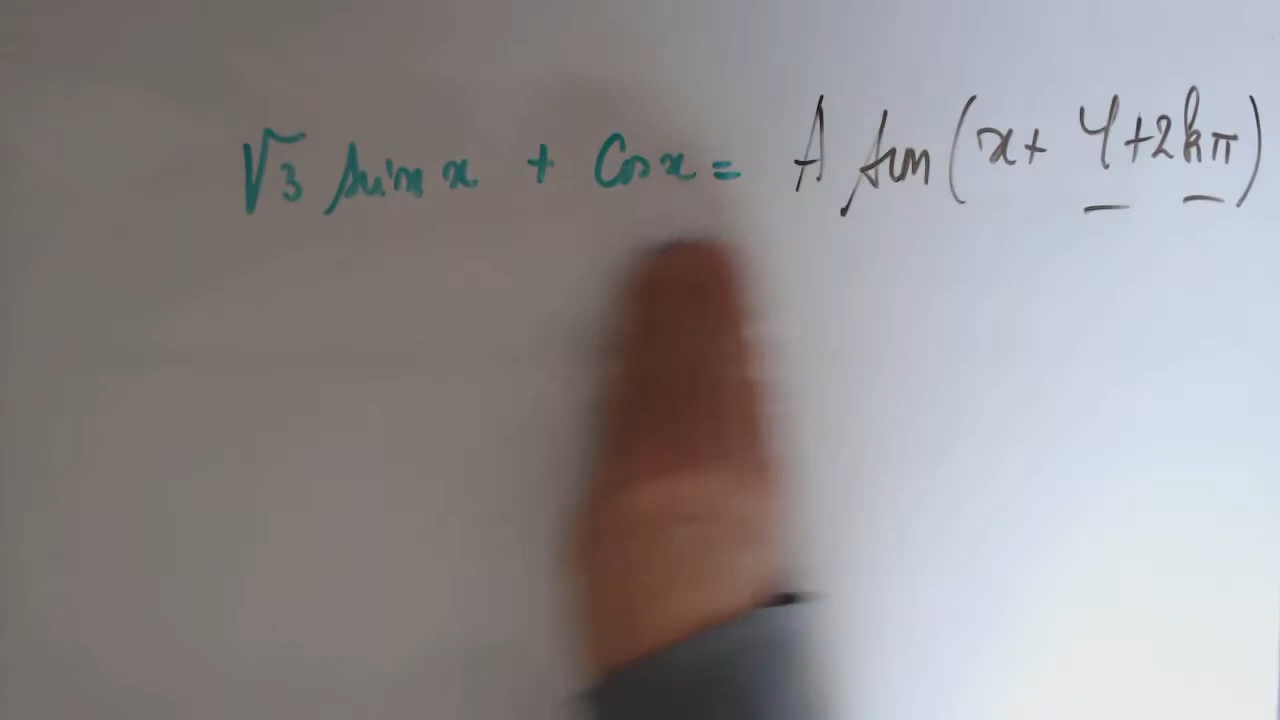 √3 sin x + Cos x = A sin (x + φ + 2kπ)